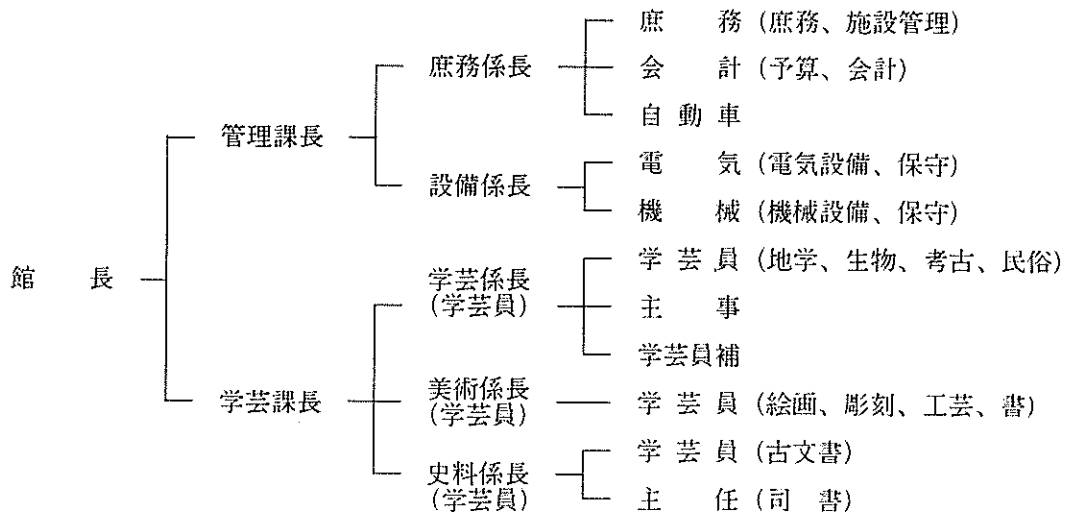 庶務 (庶務、施設管理)
庶務係長
会計 (予算、会計)
自動車
管理課長
電気 (電気設備、保守)
設備係長
機械 (機械設備、保守)
館長
学芸員 (地学、生物、考古、民俗)
学芸係長
(学芸員)
主事
学芸員補
学芸課長
美術係長
(学芸員)
学芸員 (絵画、彫刻、工芸、書)
学芸員 (古文書)
史料係長
(学芸員)
主任 (司書)